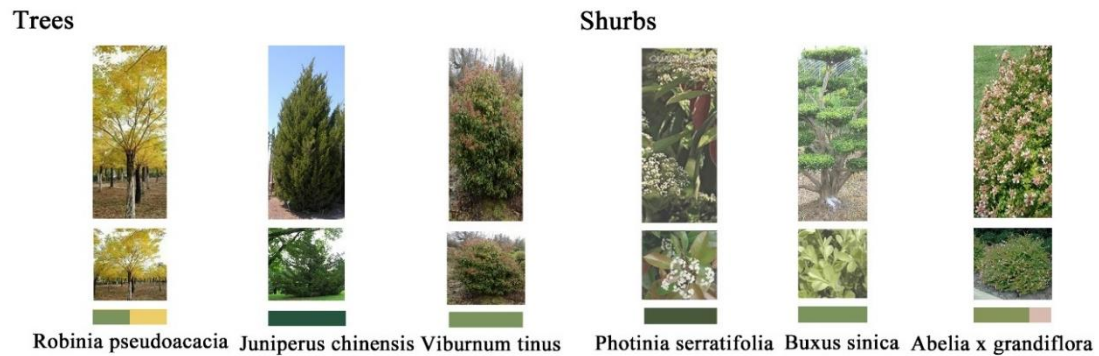 Trees
Shurbs
Robinia pseudoacacia
Juniperus chinensis
Viburnum tinus
Photinia serratifolia
Buxus sinica
Abelia x grandiflora